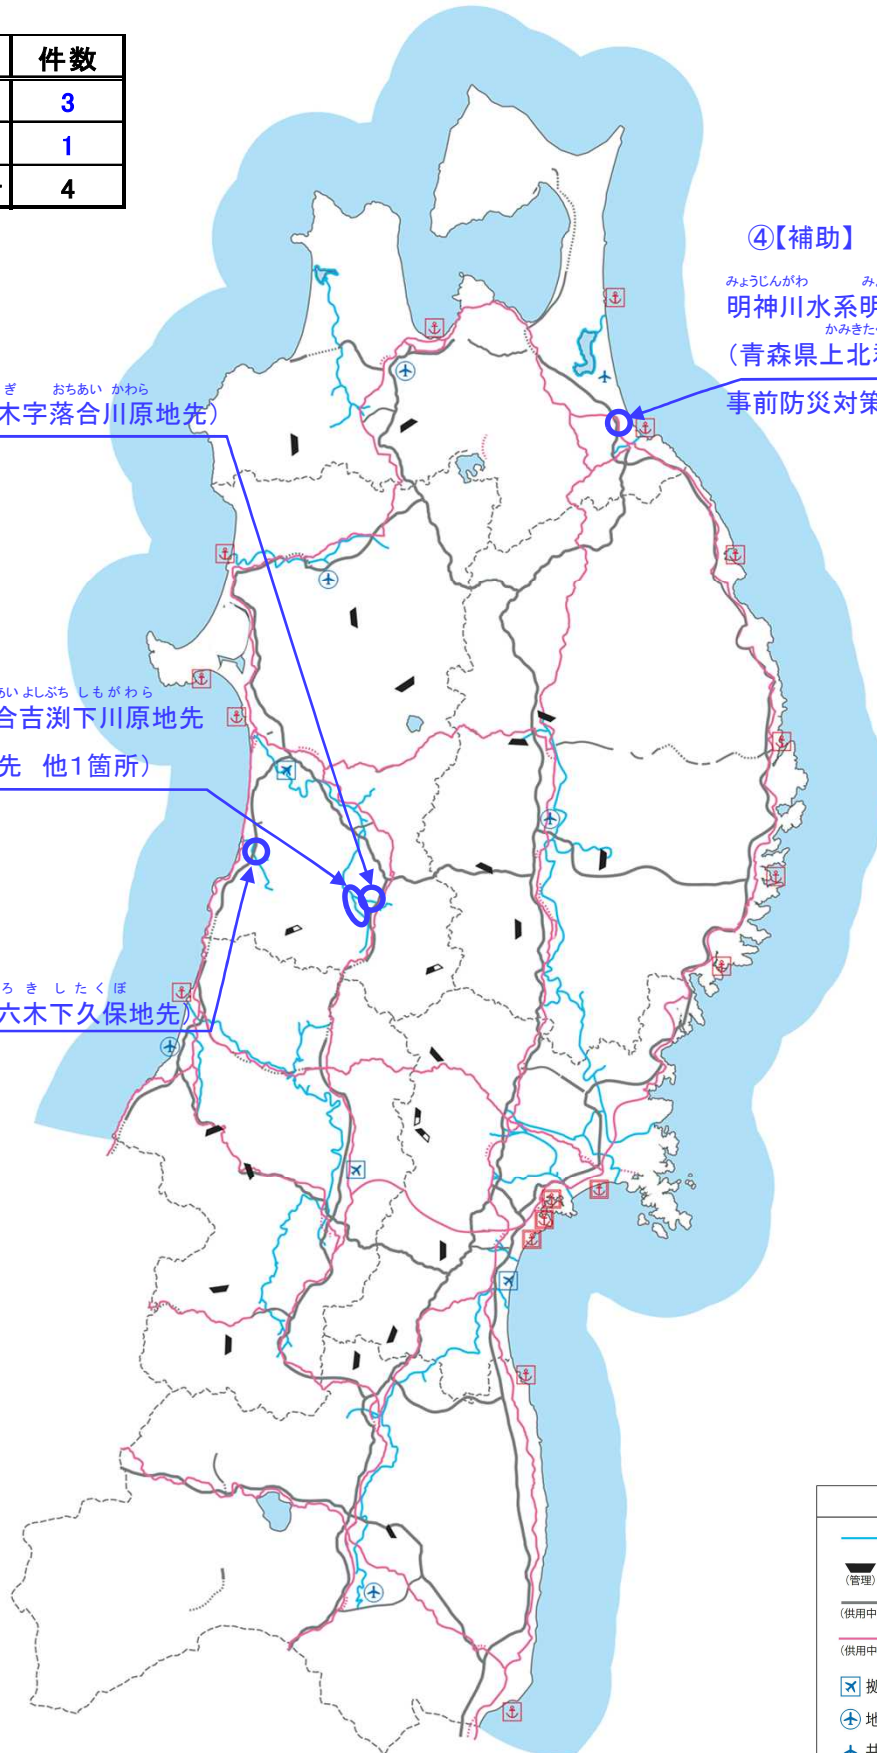 件数
3
1
4
④【補助】
みょうじんがわ
明神川水系明
かみきた
(青森県上北
事前防災対策
ぎ おちあい かわら
木字落合川原地先)
あい よしぶち しもがわら
合吉渕下川原地先
先 他1箇所)
ろ き し た く ぼ
六木下久保地先)
(管理)
(供用中
(供用中
拠
地